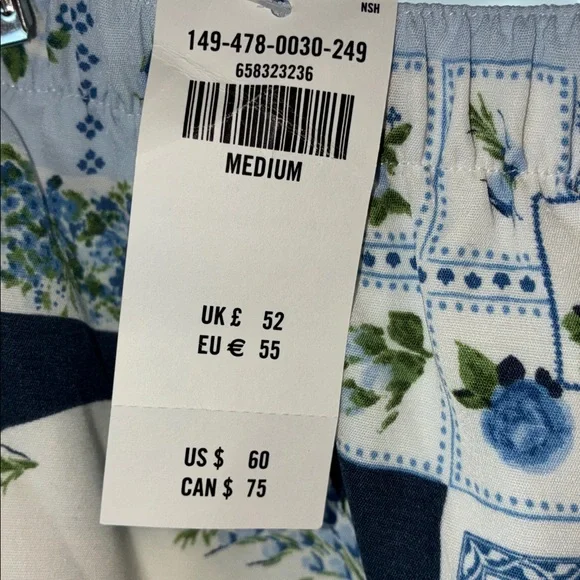 NSH
149-478-0030-249
658323236
MEDIUM
UK £ 52
EU € 55
US $ 60
CAN $ 75